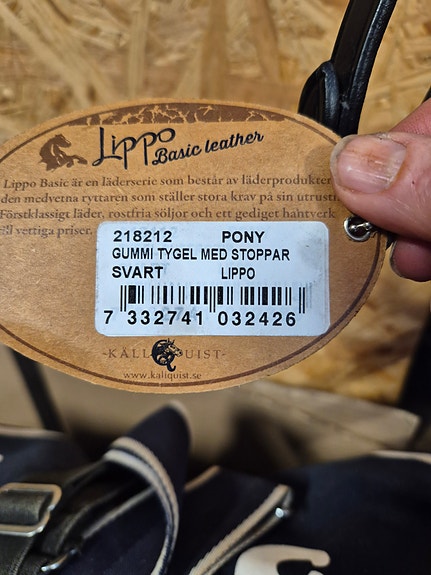 Lippo
Basic leather
Lippo Basic är en läderserie som består av läderprodukter
den medvetna ryttaren som ställer stora krav på sin utrustn
Förstklassigt läder, rostfria söljor och ett gediget hantverk
ill vettiga priser.
218212 PONY
GUMMI TYGEL MED STOPPAR
SVART LIPPO
7 332741 032426
-KÄLLQUIST-
www.kallquist.se